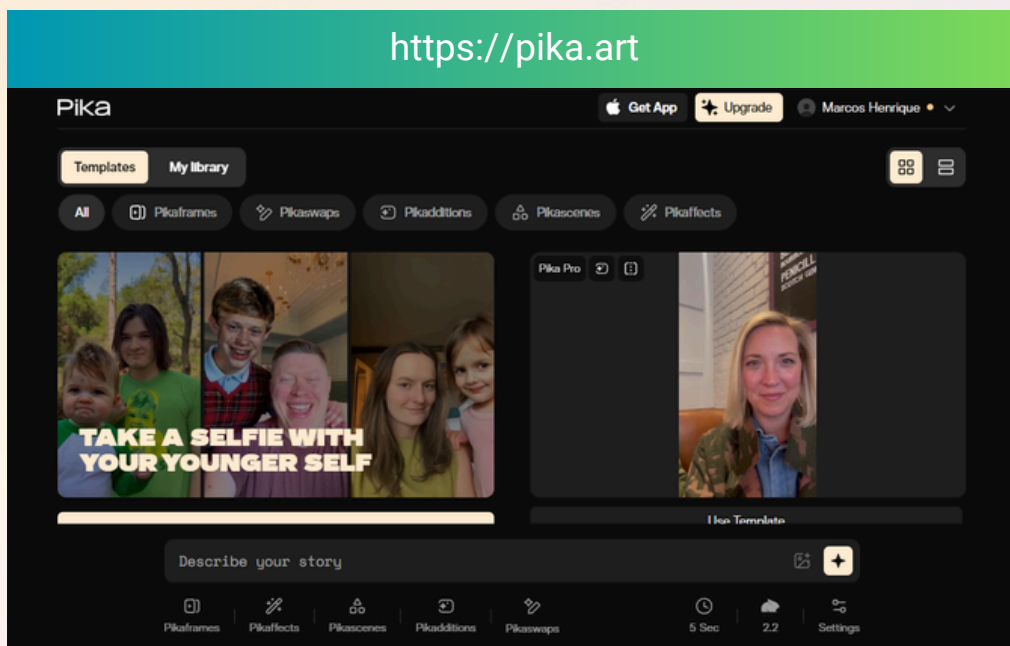 https://pika.art
Pika
Get App
Upgrade
Marcos Henrique
Templates
My library
All
Pikaframes
Pikaswaps
Pikadditions
Pikascenes
Pikaffects
TAKE A SELFIE WITH
YOUR YOUNGER SELF
Pika Pro
PENICILL
Use Template
Describe your story
Pikaframes
Pikaffects
Pikascenes
Pikadditions
Pikaswaps
5 Sec
2.2
Settings